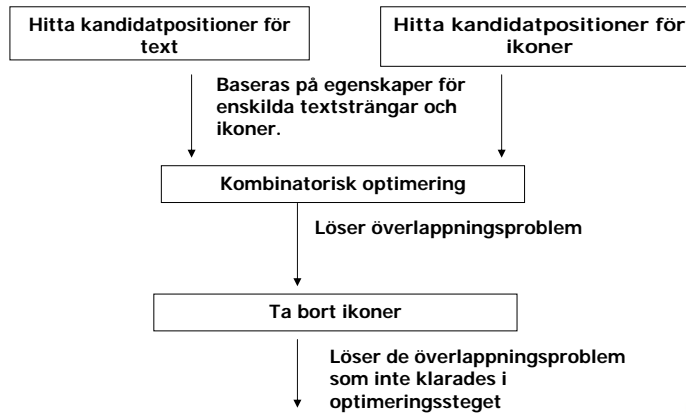 Hitta kandidatpositioner för
text
Hitta kandidatpositioner för
ikoner
Baseras på egenskaper för
enskilda textsträngar och
ikoner.
Kombinatorisk optimering
Löser överlappningsproblem
Ta bort ikoner
Löser de överlappningsproblem
som inte klarades i
optimeringssteget